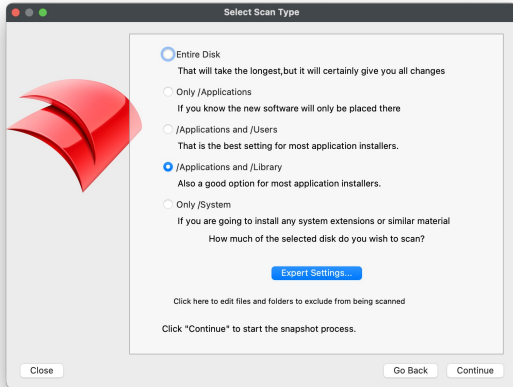 Select Scan Type
Entire Disk
That will take the longest,but it will certainly give you all changes
Only /Applications
If you know the new software will only be placed there
/Applications and /Users
That is the best setting for most application installers.
/Applications and /Library
Also a good option for most application installers.
Only /System
If you are going to install any system extensions or similar material
How much of the selected disk do you wish to scan?
Expert Settings...
Click here to edit files and folders to exclude from being scanned
Click "Continue" to start the snapshot process.
Close
Go Back
Continue